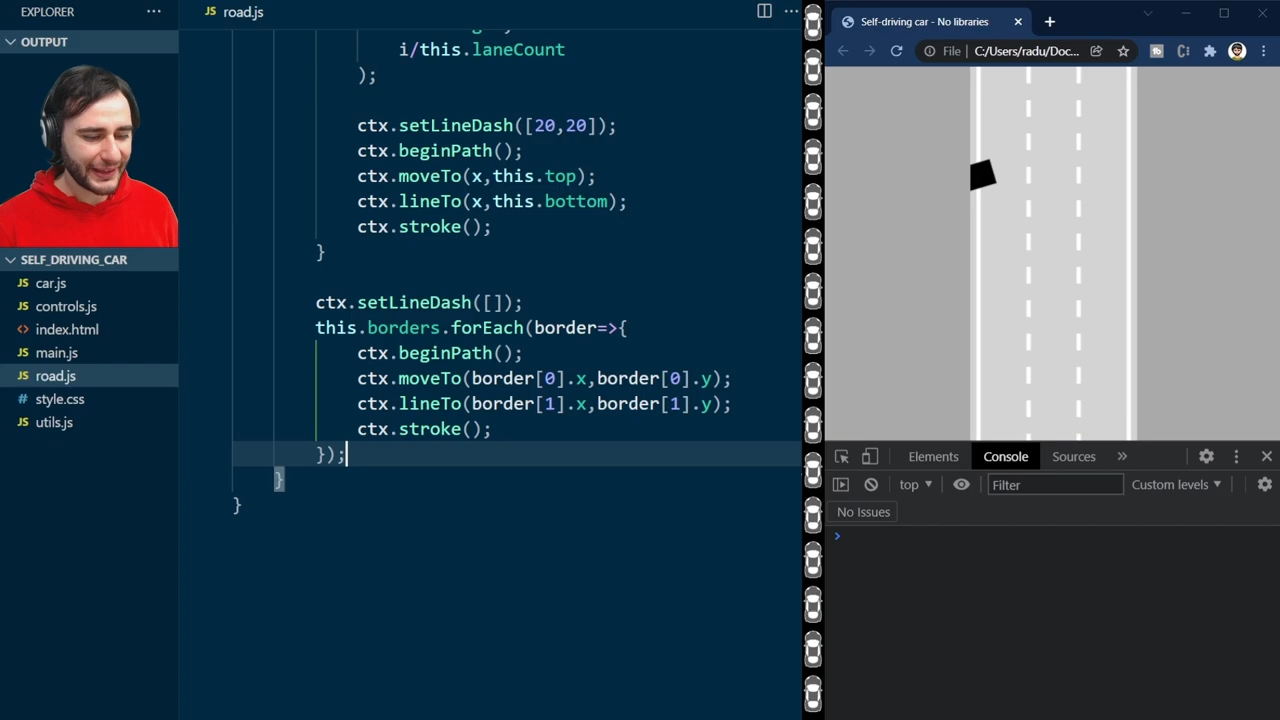 EXPLORER
OUTPUT
SELF_DRIVING_CAR
car.js
controls.js
index.html
main.js
road.js
style.css
utils.js
road.js
i/this.laneCount
);
ctx.setLineDash([20,20]);
ctx.beginPath();
ctx.moveTo(x,this.top);
ctx.lineTo(x,this.bottom);
ctx.stroke();
}
ctx.setLineDash([]);
this.borders.forEach(border=>{
ctx.beginPath();
ctx.moveTo(border[0].x,border[0].y);
ctx.lineTo(border[1].x,border[1].y);
ctx.stroke();
});
}
}
Self-driving car - No libraries
File C:/Users/radu/Doc...
Elements Console Sources
top Filter Custom levels
No Issues